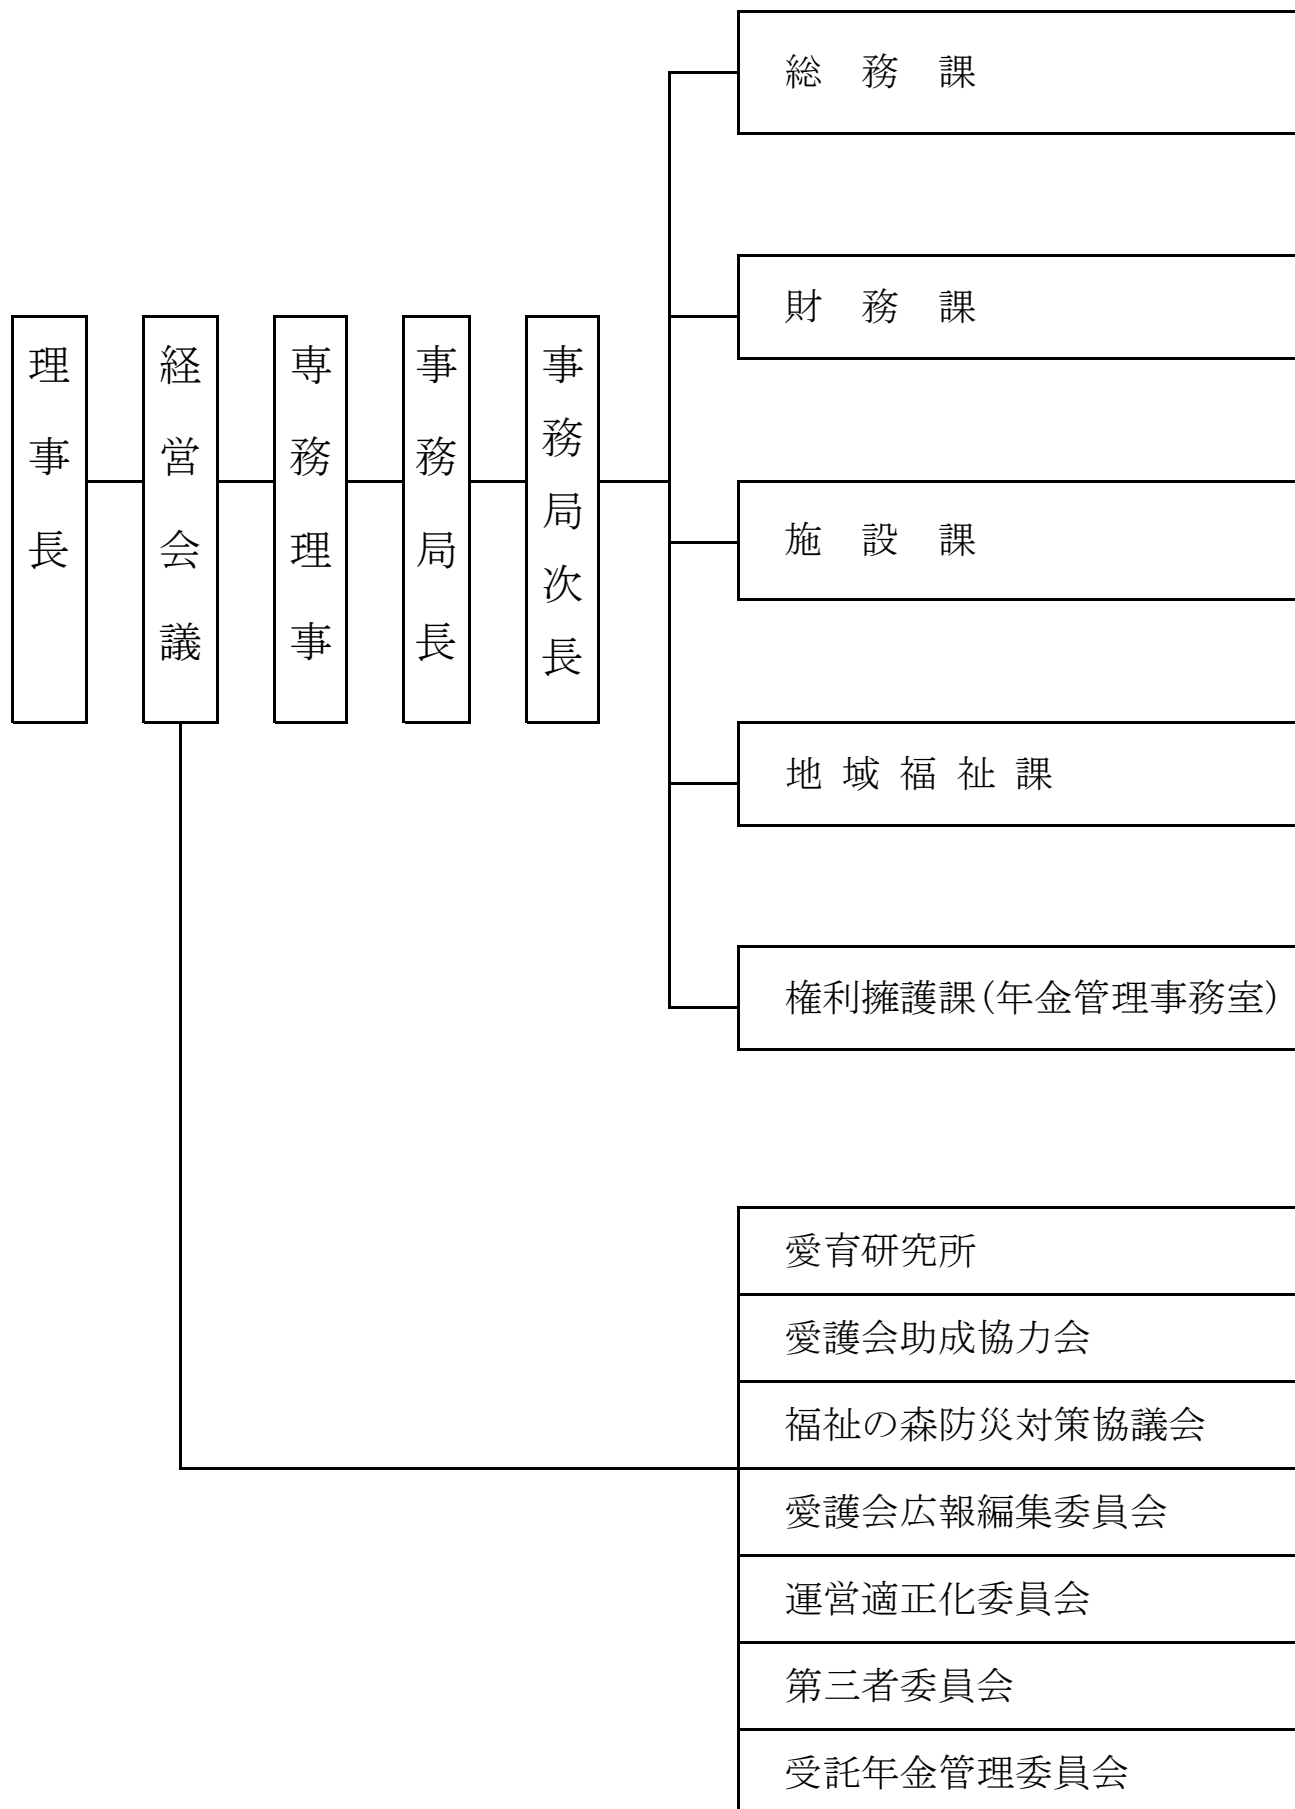 理事長
経営会議
専務理事
事務局長
事務局次長
総　務　課
財　務　課
施　設　課
地 域 福 祉 課
権利擁護課(年金管理事務室)
愛育研究所
愛護会助成協力会
福祉の森防災対策協議会
愛護会広報編集委員会
運営適正化委員会
第三者委員会
受託年金管理委員会